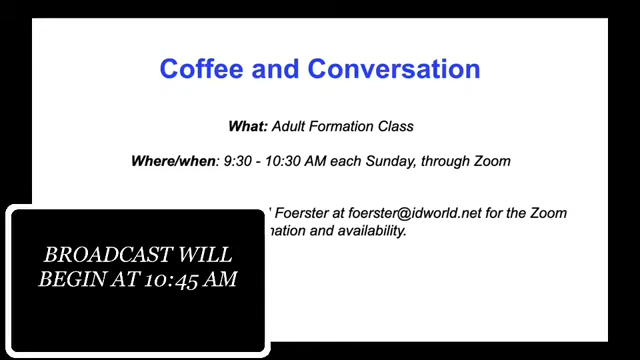 Coffee and Conversation
What: Adult Formation Class
Where/when: 9:30 - 10:30 AM each Sunday, through Zoom
Foerster at foerster@idworld.net for the Zoom
and availability.
BROADCAST WILL
BEGIN AT 10:45 AM